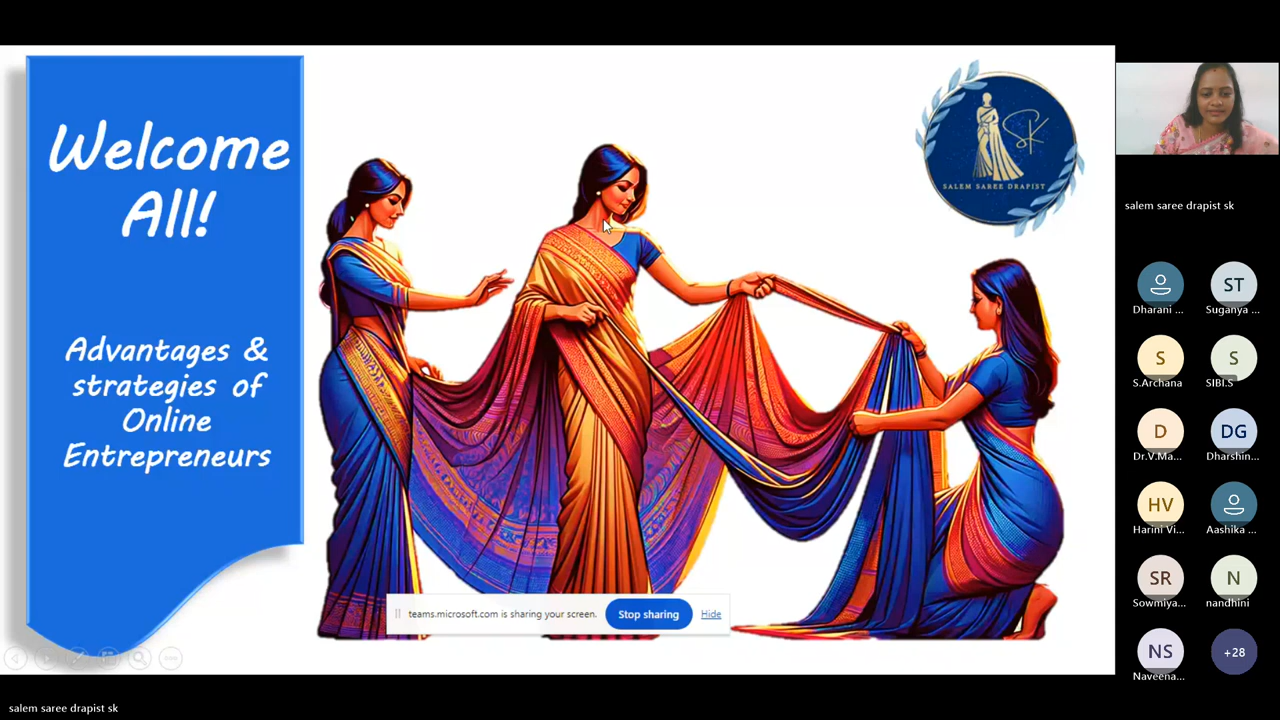 Welcome
All!
Advantages &
strategies of
Online
Entrepreneurs
SK
SALEM SAREE DRAPIST
teams.microsoft.com is sharing your screen.
Stop sharing
Hide
salem saree drapist sk
Dharani ...
ST
Suganya ...
S
S.Archana
S
SIBI.S
D
Dr.V.Ma...
DG
Dharshin...
HV
Harini Vi...
Aashika ...
SR
Sowmiya...
N
nandhini
NS
Naveena...
+28
salem saree drapist sk